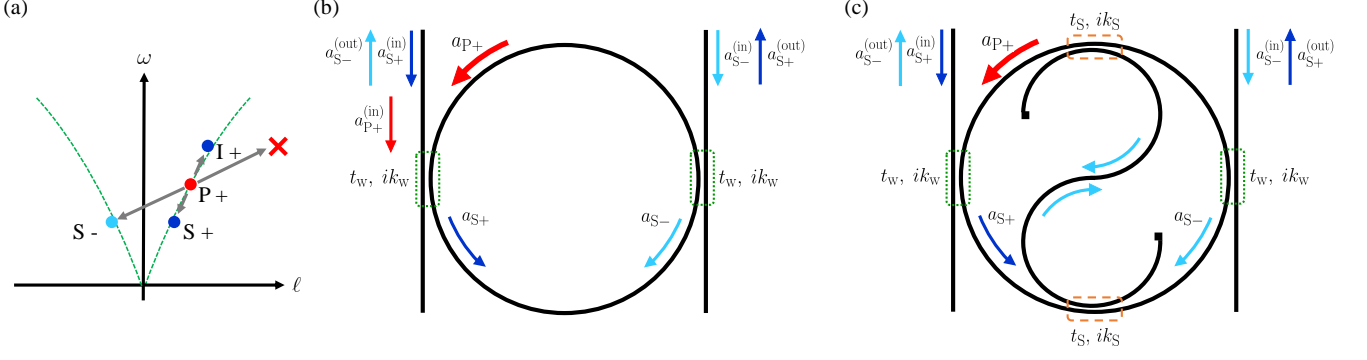 (a)
ω
I +
P +
S -
S +
ℓ
(b)
a_{S-}^{(out)} a_{S+}^{(in)}
a_{P+}
a_{P+}^{(in)}
a_{S-}^{(in)} a_{S+}^{(out)}
t_W, ik_W
t_W, ik_W
a_{S+}
a_{S-}
(c)
t_S, ik_S
a_{S-}^{(out)} a_{S+}^{(in)}
a_{P+}
a_{S-}^{(in)} a_{S+}^{(out)}
t_W, ik_W
t_W, ik_W
a_{S+}
a_{S-}
t_S, ik_S